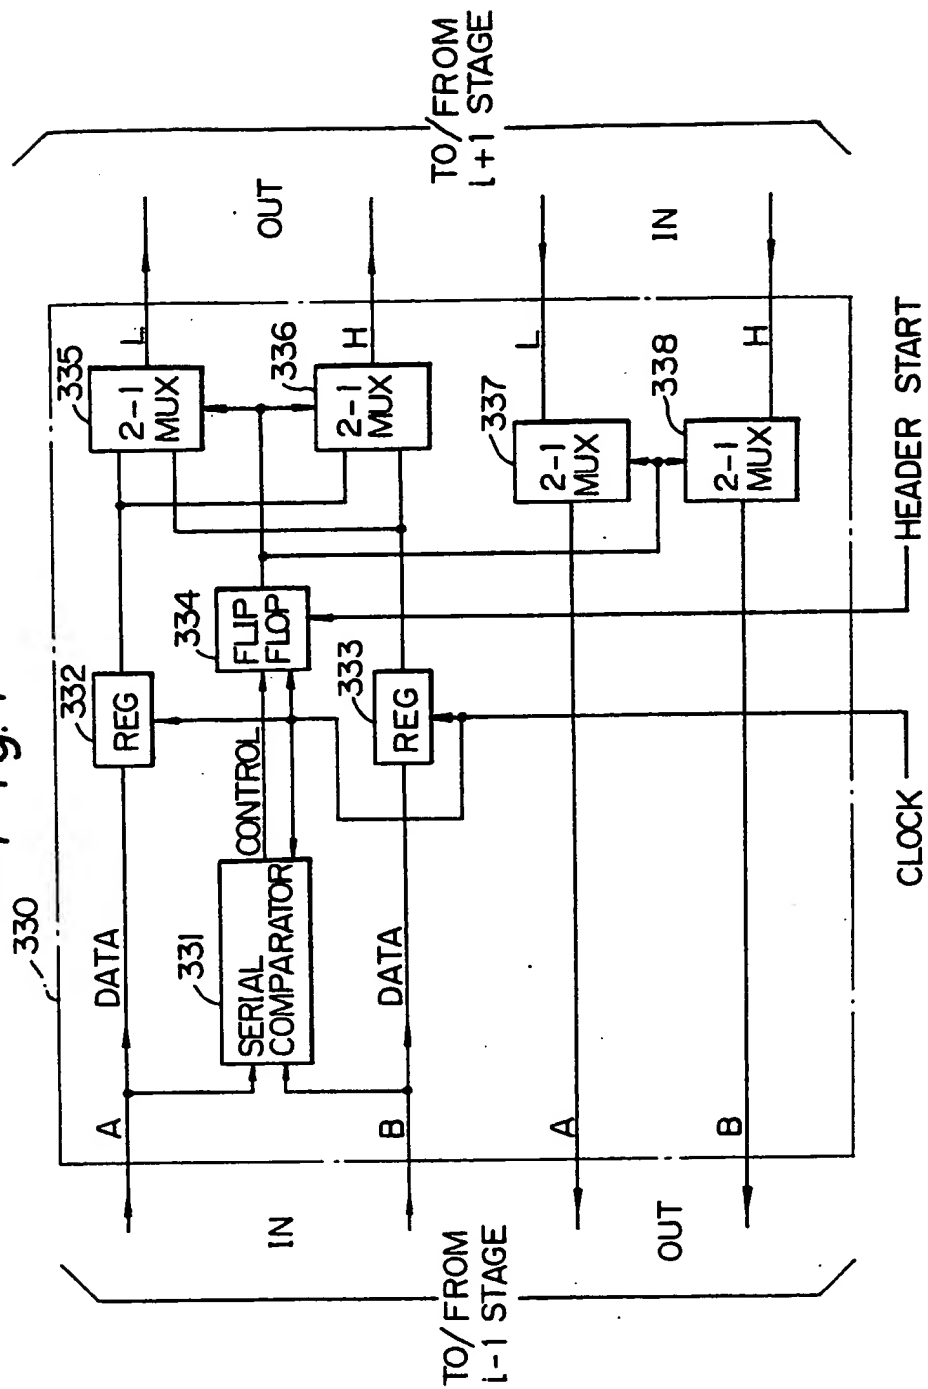 330
TO/FROM
i-1 STAGE
IN
OUT
A
B
A
B
DATA
DATA
331
SERIAL
COMPARATOR
CONTROL
332
REG
333
REG
334
FLIP
FLOP
335
2-1
MUX
336
2-1
MUX
337
2-1
MUX
338
2-1
MUX
L
H
L
H
OUT
IN
TO/FROM
i+1 STAGE
CLOCK
HEADER START